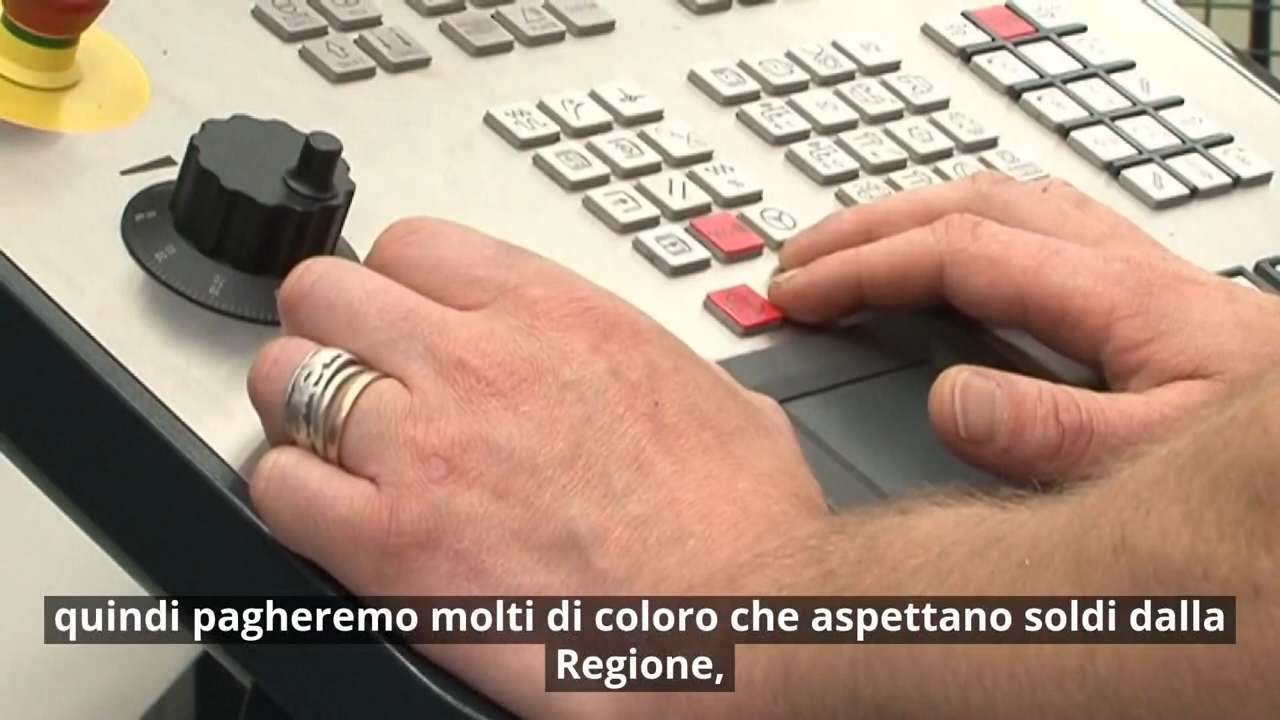 quindi pagheremo molti di coloro che aspettano soldi dalla
Regione,